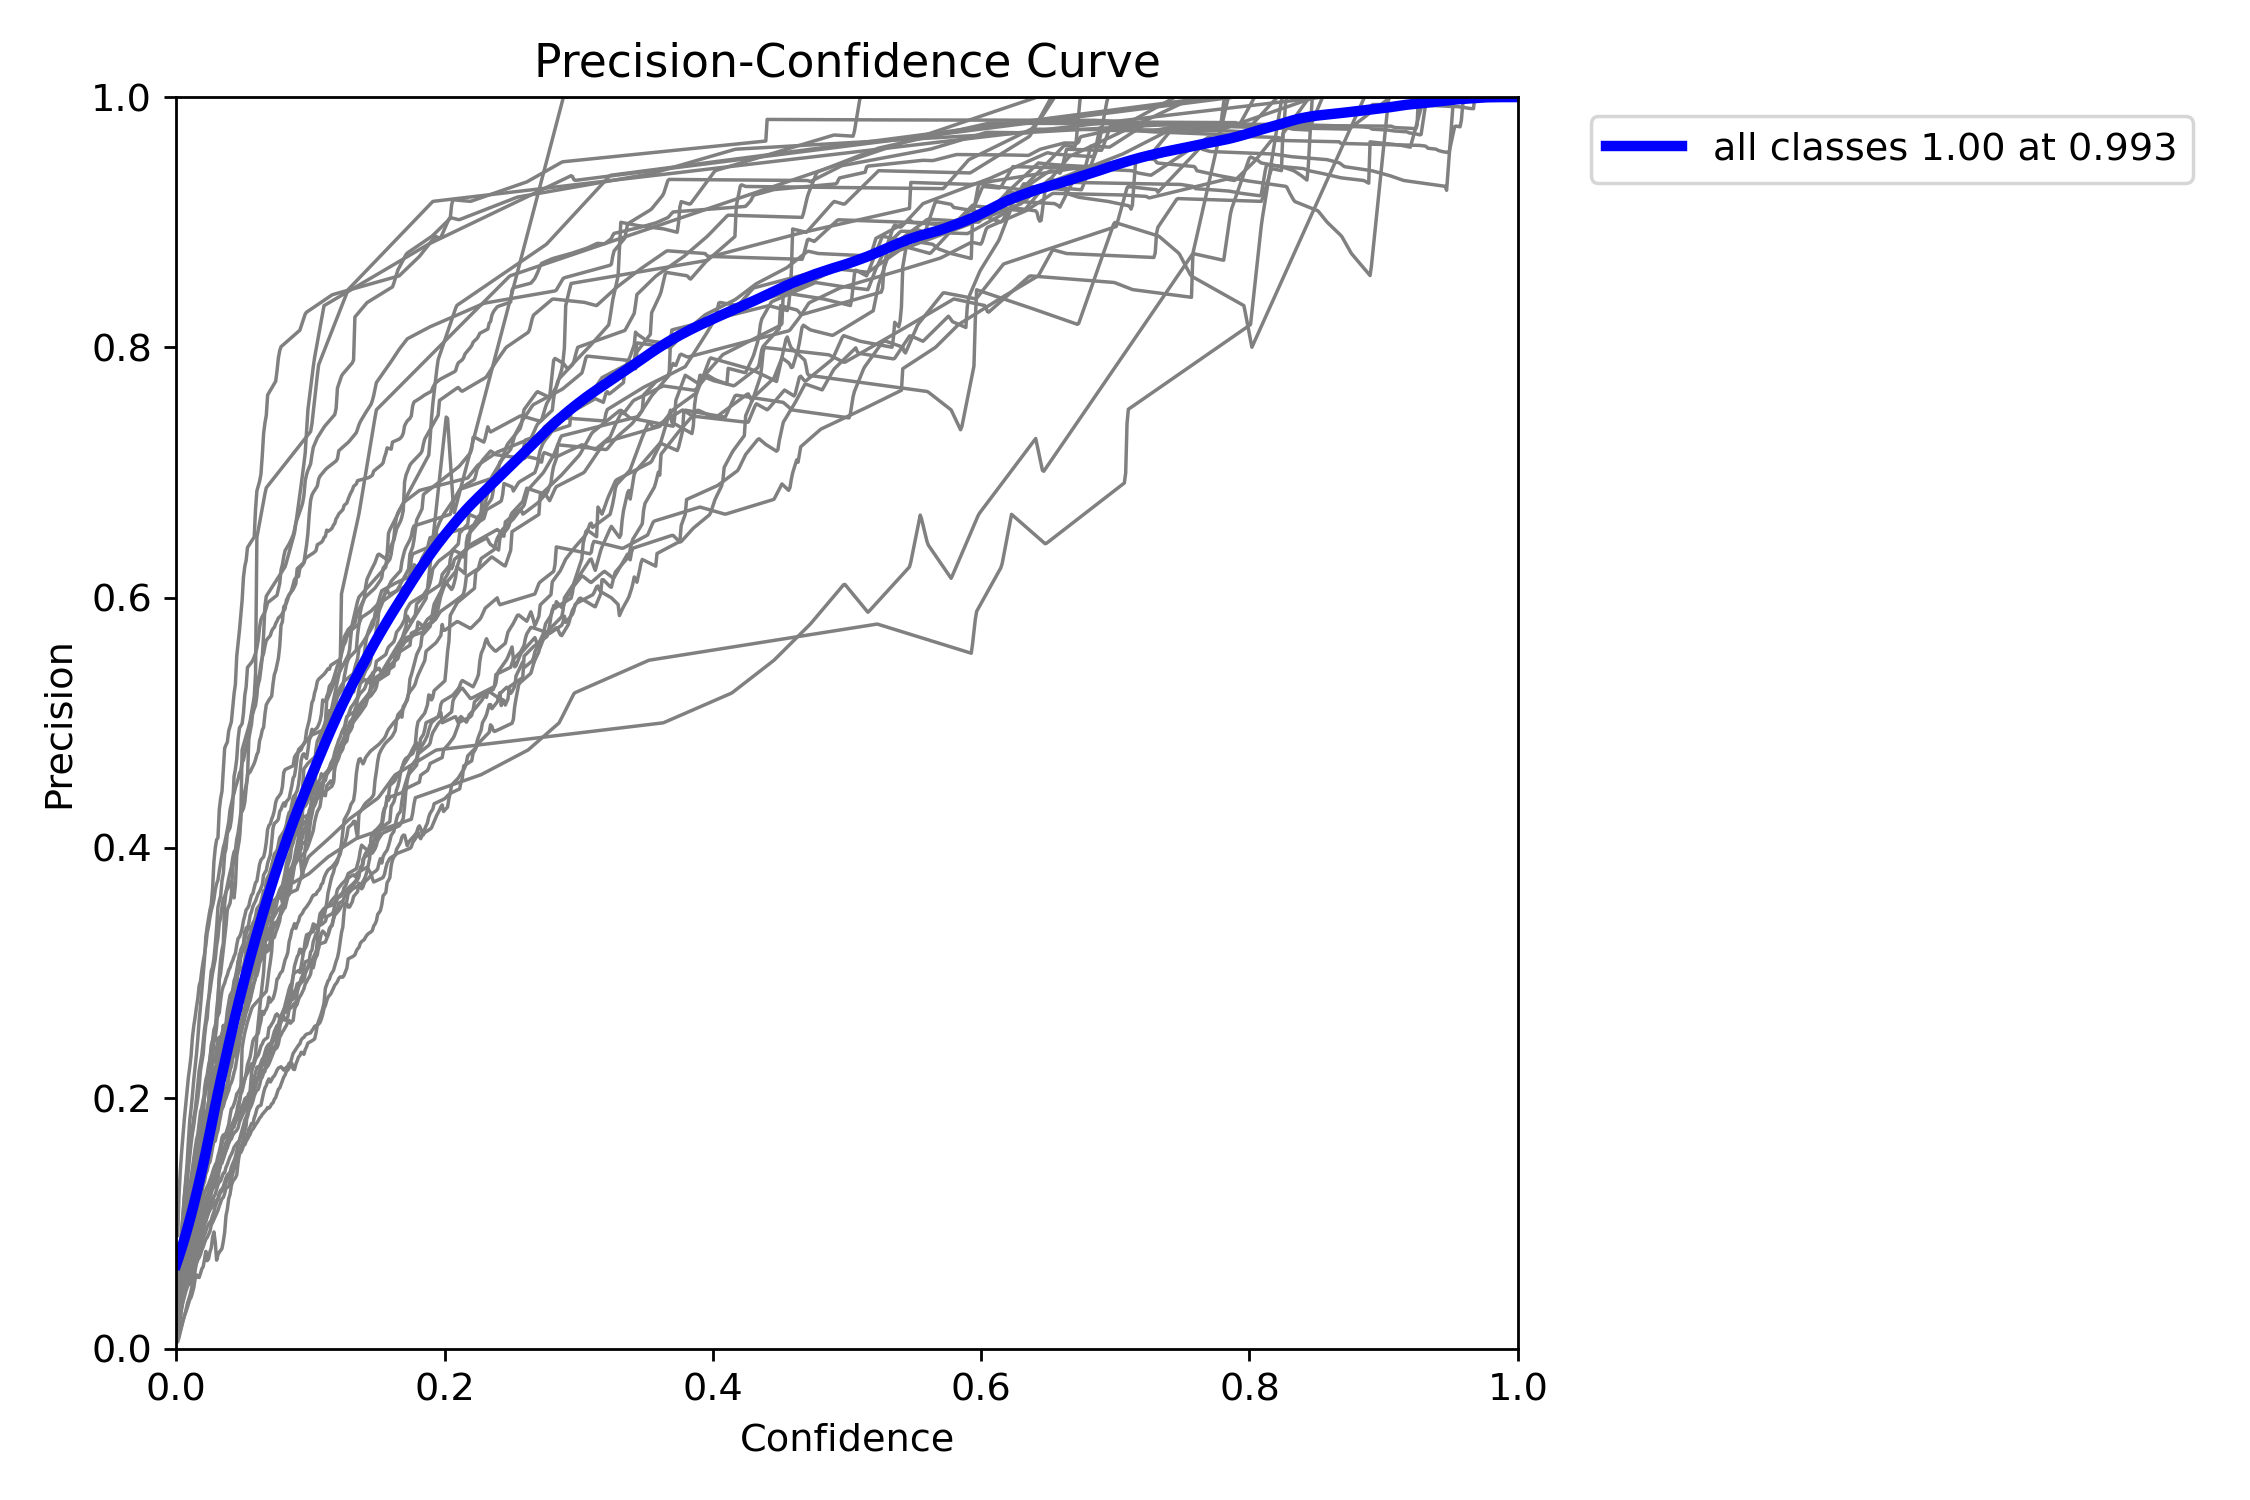 Precision-Confidence Curve
1.0
0.8
0.6
0.4
0.2
0.0
Precision
0.0 0.2 0.4 0.6 0.8 1.0
Confidence
all classes 1.00 at 0.993